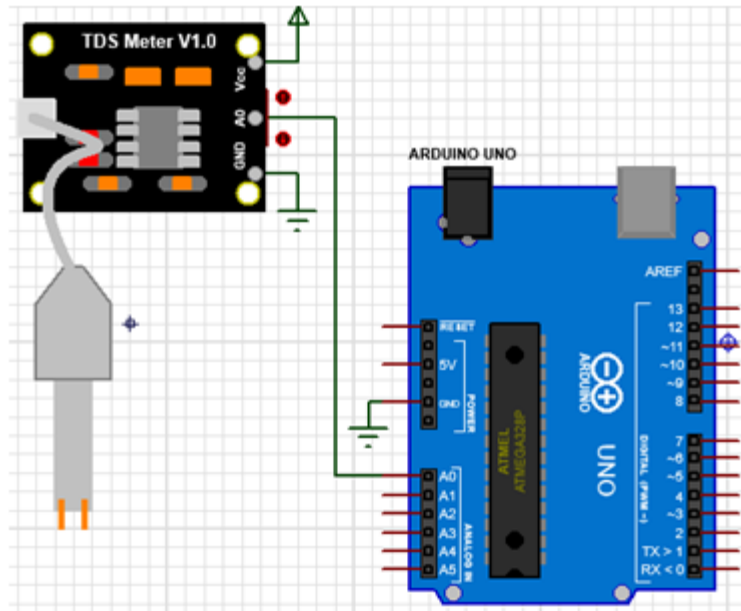 TDS Meter V1.0
Vcc
A0
GND
ARDUINO UNO
RESET
5V
GND
POWER
A0
A1
A2
A3
A4
A5
ANALOG IN
ATMEL
ATMEGA328P
ARDUINO
UNO
AREF
13
12
~11
~10
~9
8
7
~6
~5
4
~3
2
TX > 1
RX < 0
DIGITAL (PWM ~)